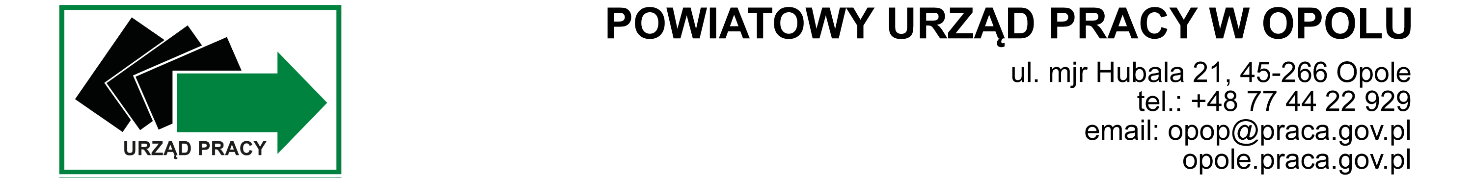 URZĄD PRACY
POWIATOWY URZĄD PRACY W OPOLU
ul. mjr Hubala 21, 45-266 Opole
tel.: +48 77 44 22 929
email: opop@praca.gov.pl
opole.praca.gov.pl